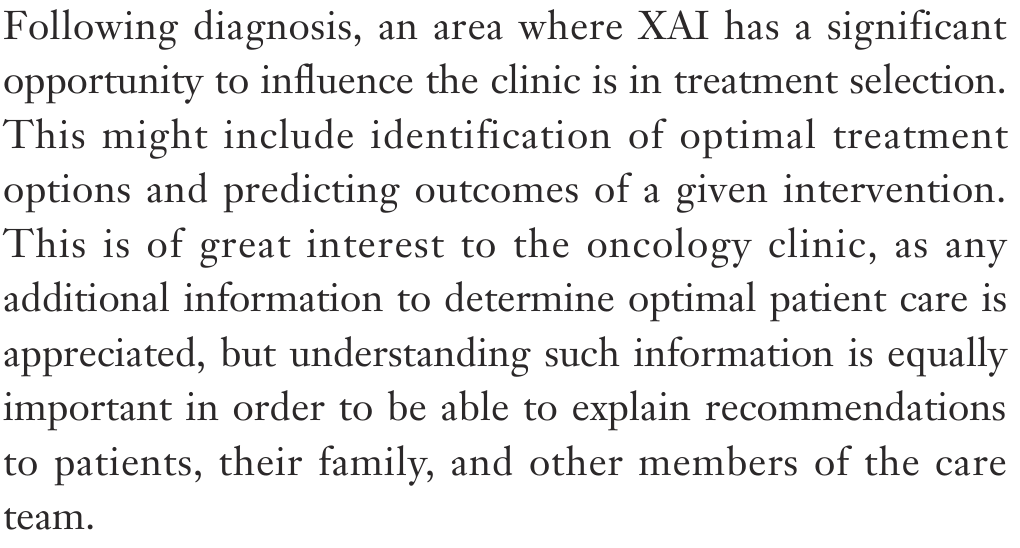 Following diagnosis, an area where XAI has a significant
opportunity to influence the clinic is in treatment selection.
This might include identification of optimal treatment
options and predicting outcomes of a given intervention.
This is of great interest to the oncology clinic, as any
additional information to determine optimal patient care is
appreciated, but understanding such information is equally
important in order to be able to explain recommendations
to patients, their family, and other members of the care
team.